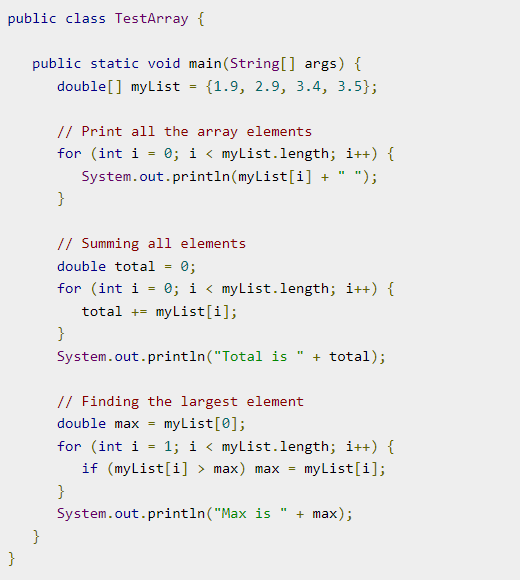 public class TestArray {
public static void main(String[] args) {
double[] myList = {1.9, 2.9, 3.4, 3.5};
// Print all the array elements
for (int i = 0; i < myList.length; i++) {
System.out.println(myList[i] + " ");
}
// Summing all elements
double total = 0;
for (int i = 0; i < myList.length; i++) {
total += myList[i];
}
System.out.println("Total is " + total);
// Finding the largest element
double max = myList[0];
for (int i = 1; i < myList.length; i++) {
if (myList[i] > max) max = myList[i];
}
System.out.println("Max is " + max);
}
}